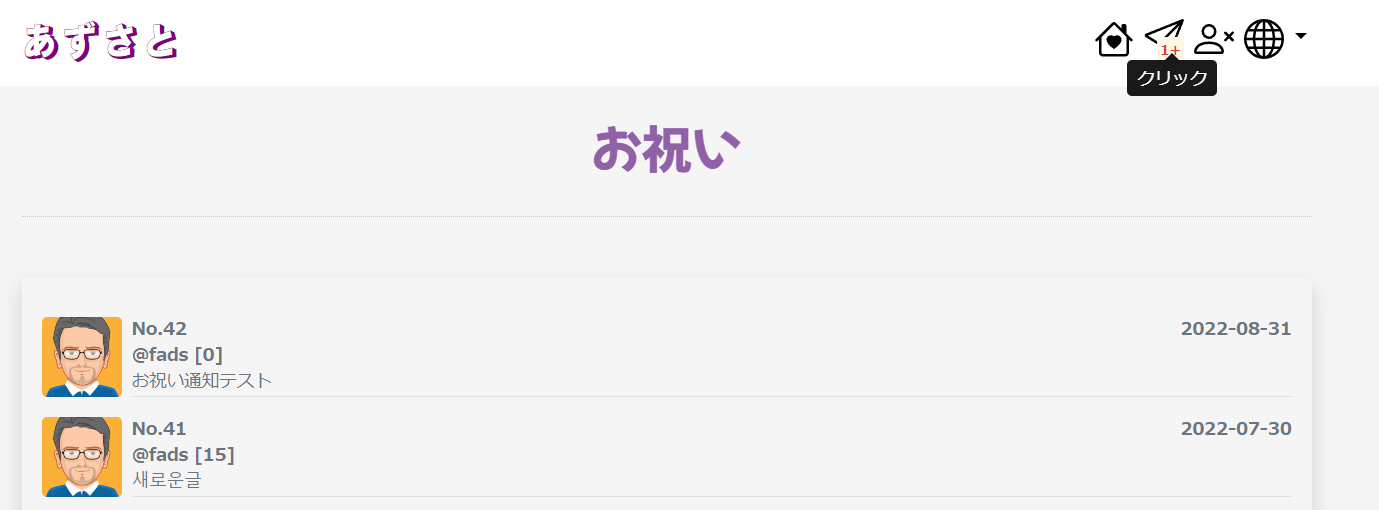 あずさと
1+
クリック
お祝い
No.42
2022-08-31
@fads [0]
お祝い通知テスト
No.41
2022-07-30
@fads [15]
새로운글